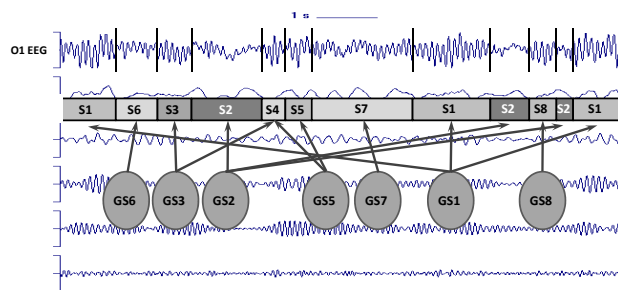 1 s
O1 EEG
S1 S6 S3 S2 S4 S5 S7 S1 S2 S8 S2 S1
GS6 GS3 GS2 GS5 GS7 GS1 GS8